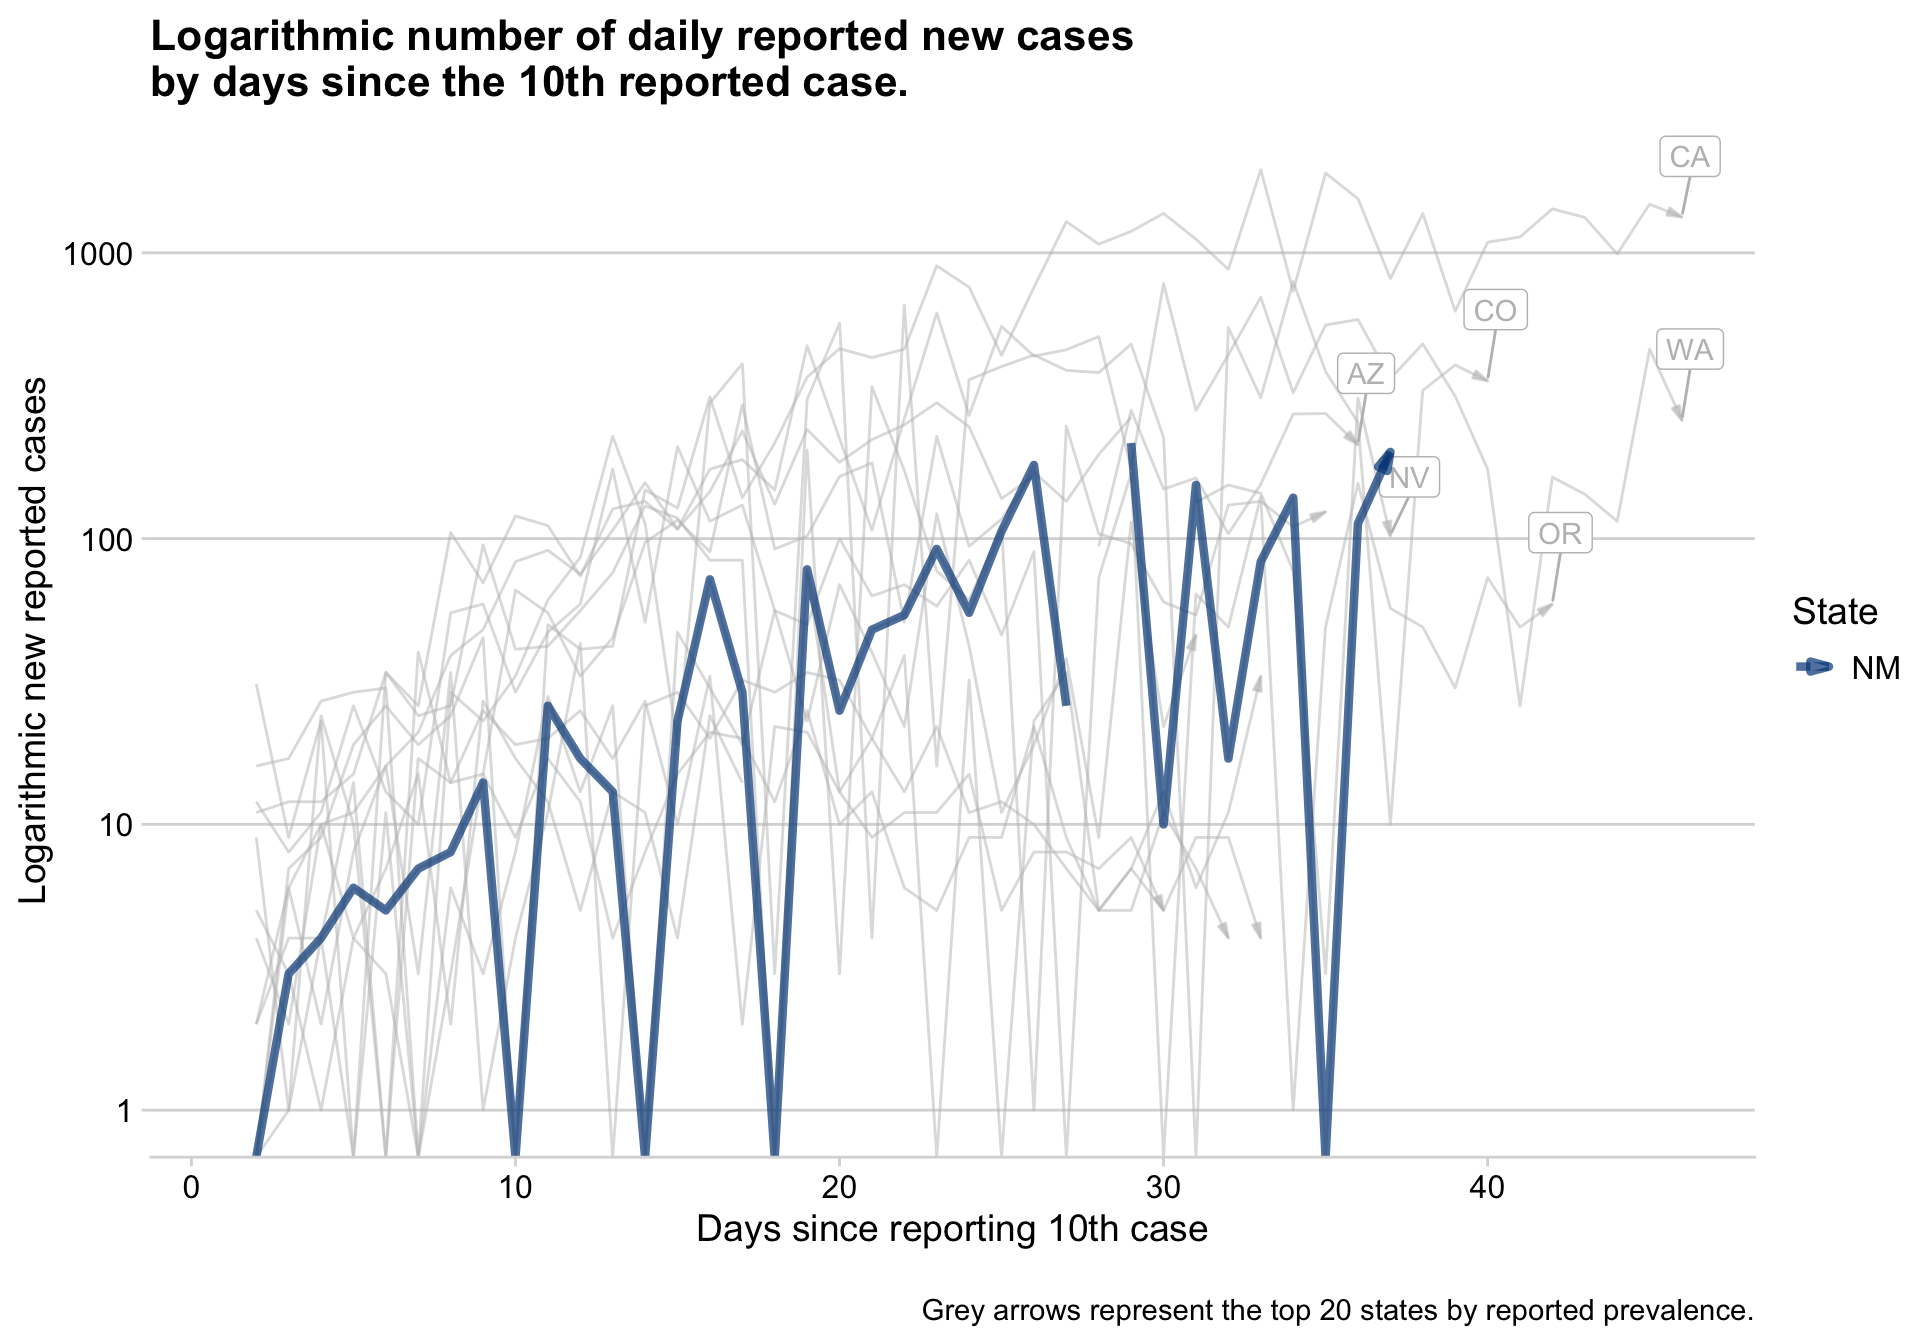 Logarithmic number of daily reported new cases
by days since the 10th reported case.
CA
1000
CO
WA
AZ
NV
100
OR
Logarithmic new reported cases
State
NM
10
1
0 10 20 30 40
Days since reporting 10th case
Grey arrows represent the top 20 states by reported prevalence.